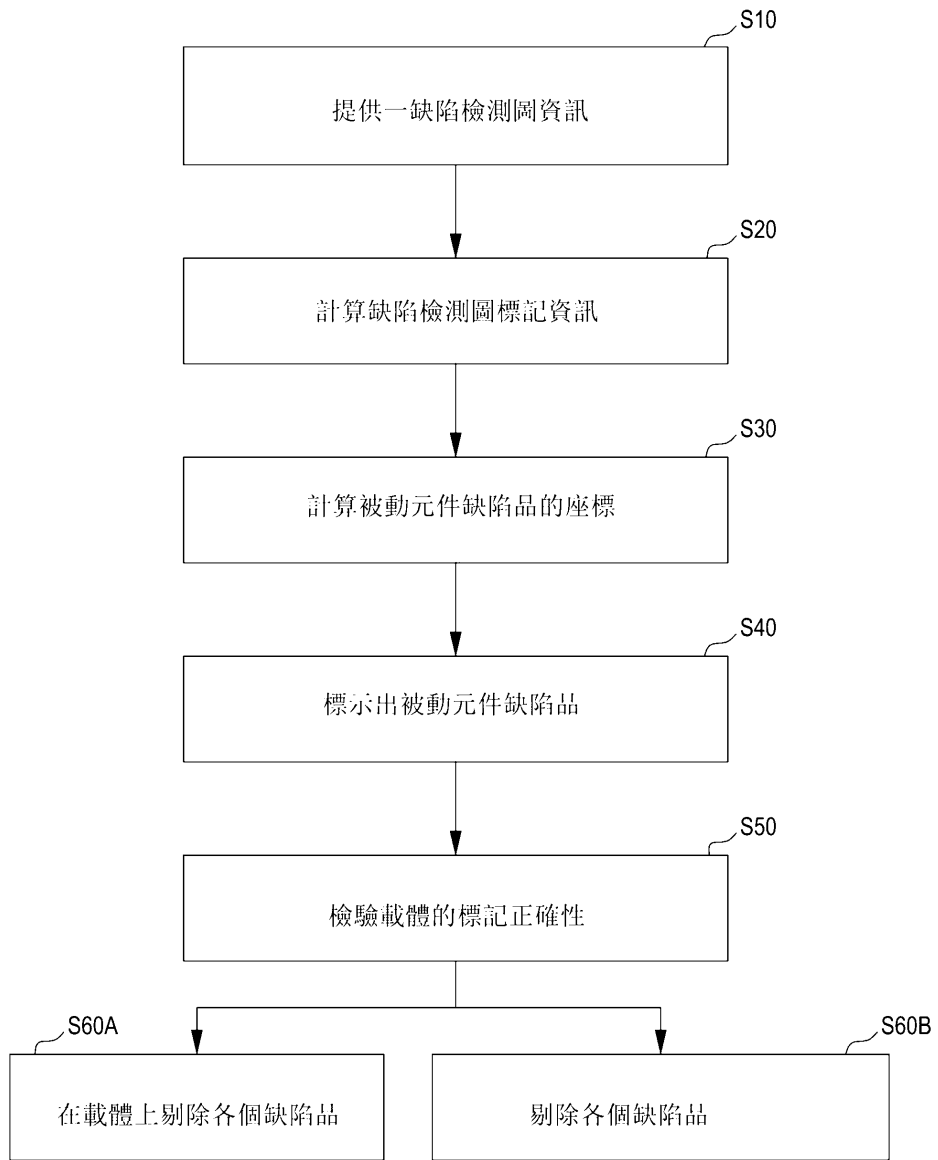 S10
提供一缺陷檢測圖資訊
S20
計算缺陷檢測圖標記資訊
S30
計算被動元件缺陷品的座標
S40
標示出被動元件缺陷品
S50
檢驗載體的標記正確性
S60A
在載體上剔除各個缺陷品
S60B
剔除各個缺陷品